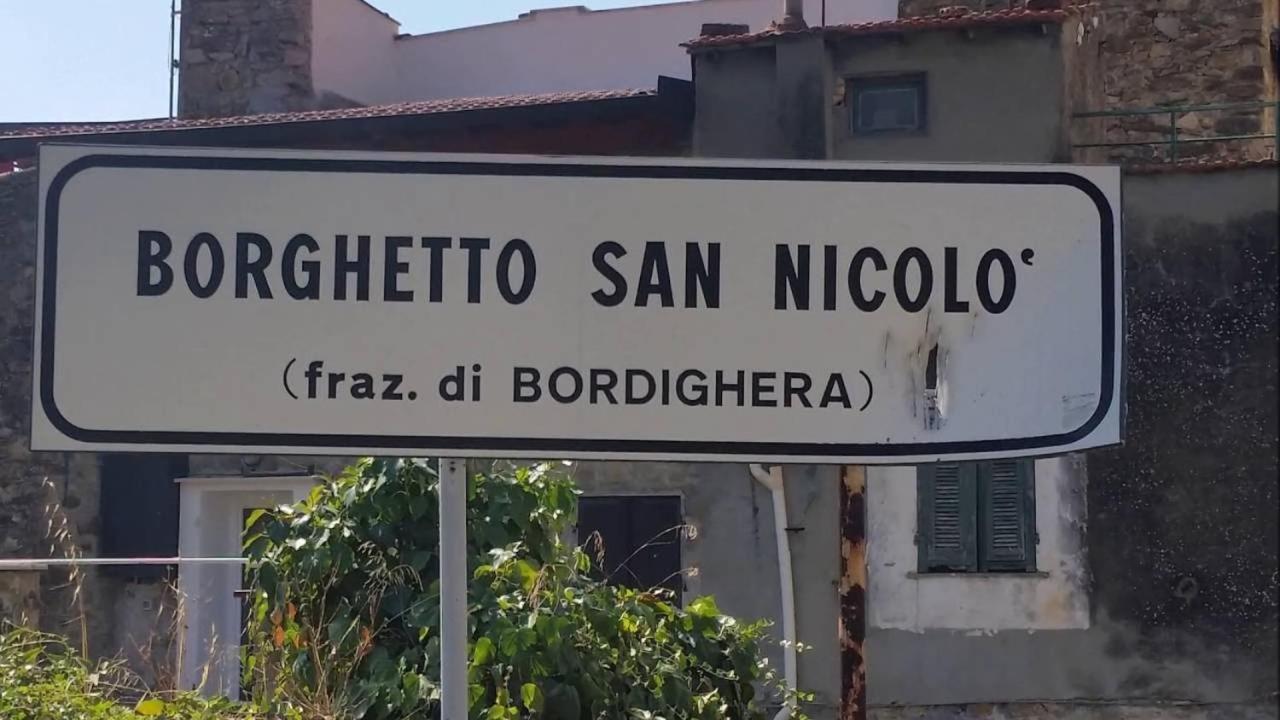 BORGHETTO SAN NICOLO‛
(fraz. di BORDIGHERA)